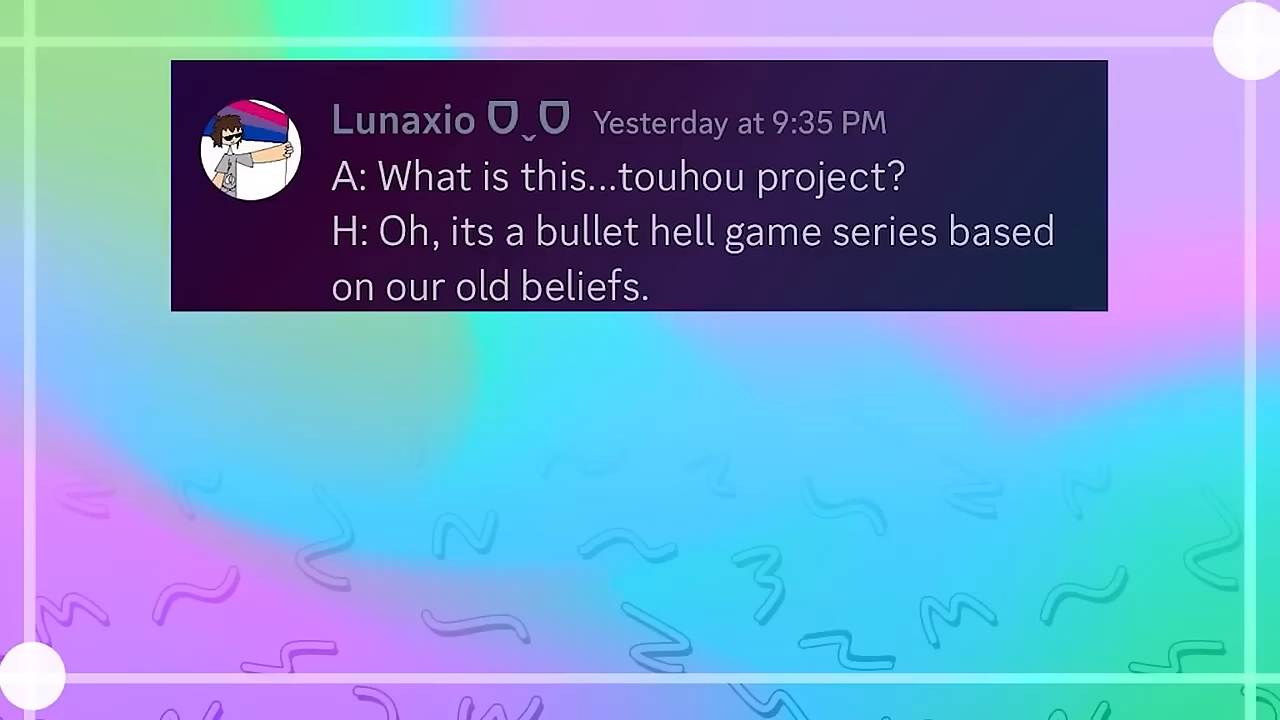 Lunaxio ᗜˬᗜ Yesterday at 9:35 PM
A: What is this...touhou project?
H: Oh, its a bullet hell game series based
on our old beliefs.